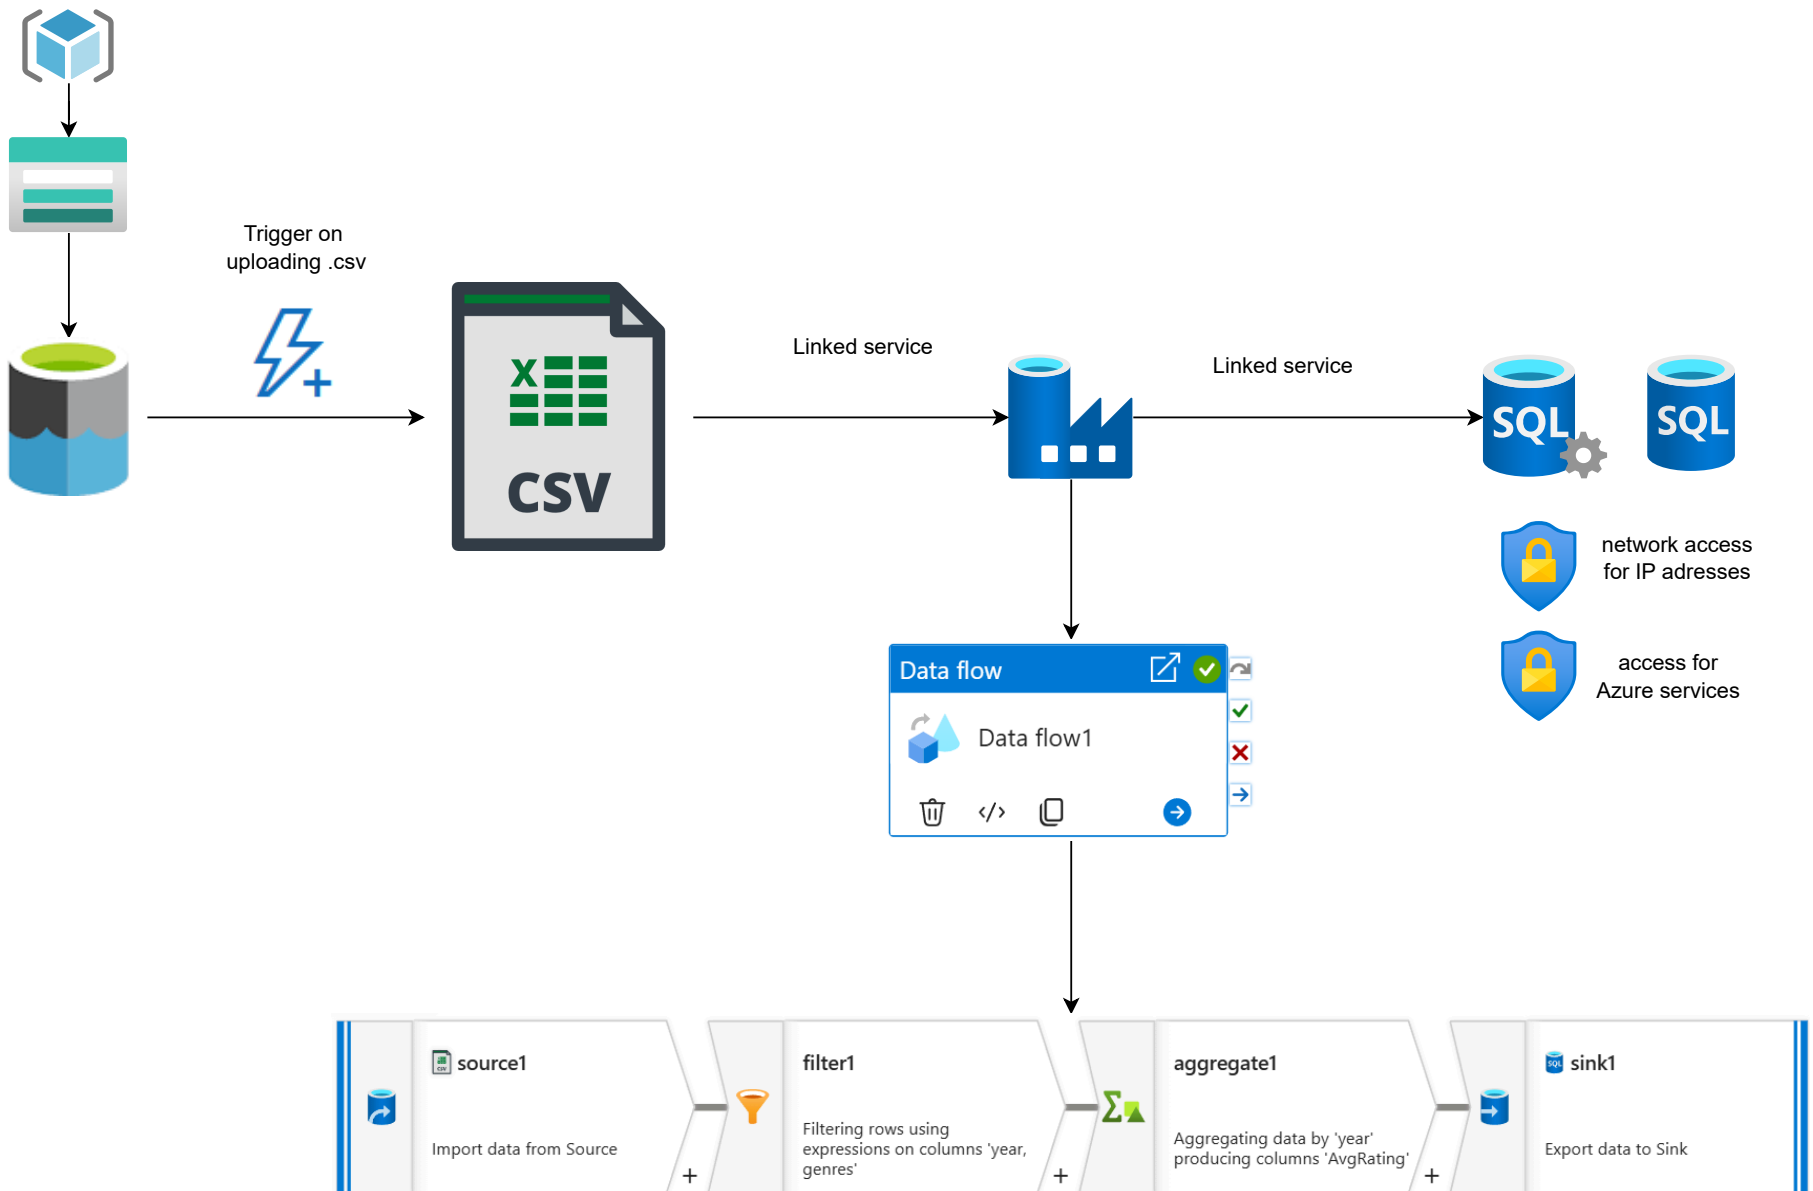 Trigger on
uploading .csv
CSV
Linked service
Linked service
SQL
SQL
network access
for IP adresses
access for
Azure services
Data flow
Data flow1
</>
source1
Import data from Source
+
filter1
Filtering rows using
expressions on columns 'year,
genres'
+
aggregate1
Aggregating data by 'year'
producing columns 'AvgRating'
+
sink1
Export data to Sink